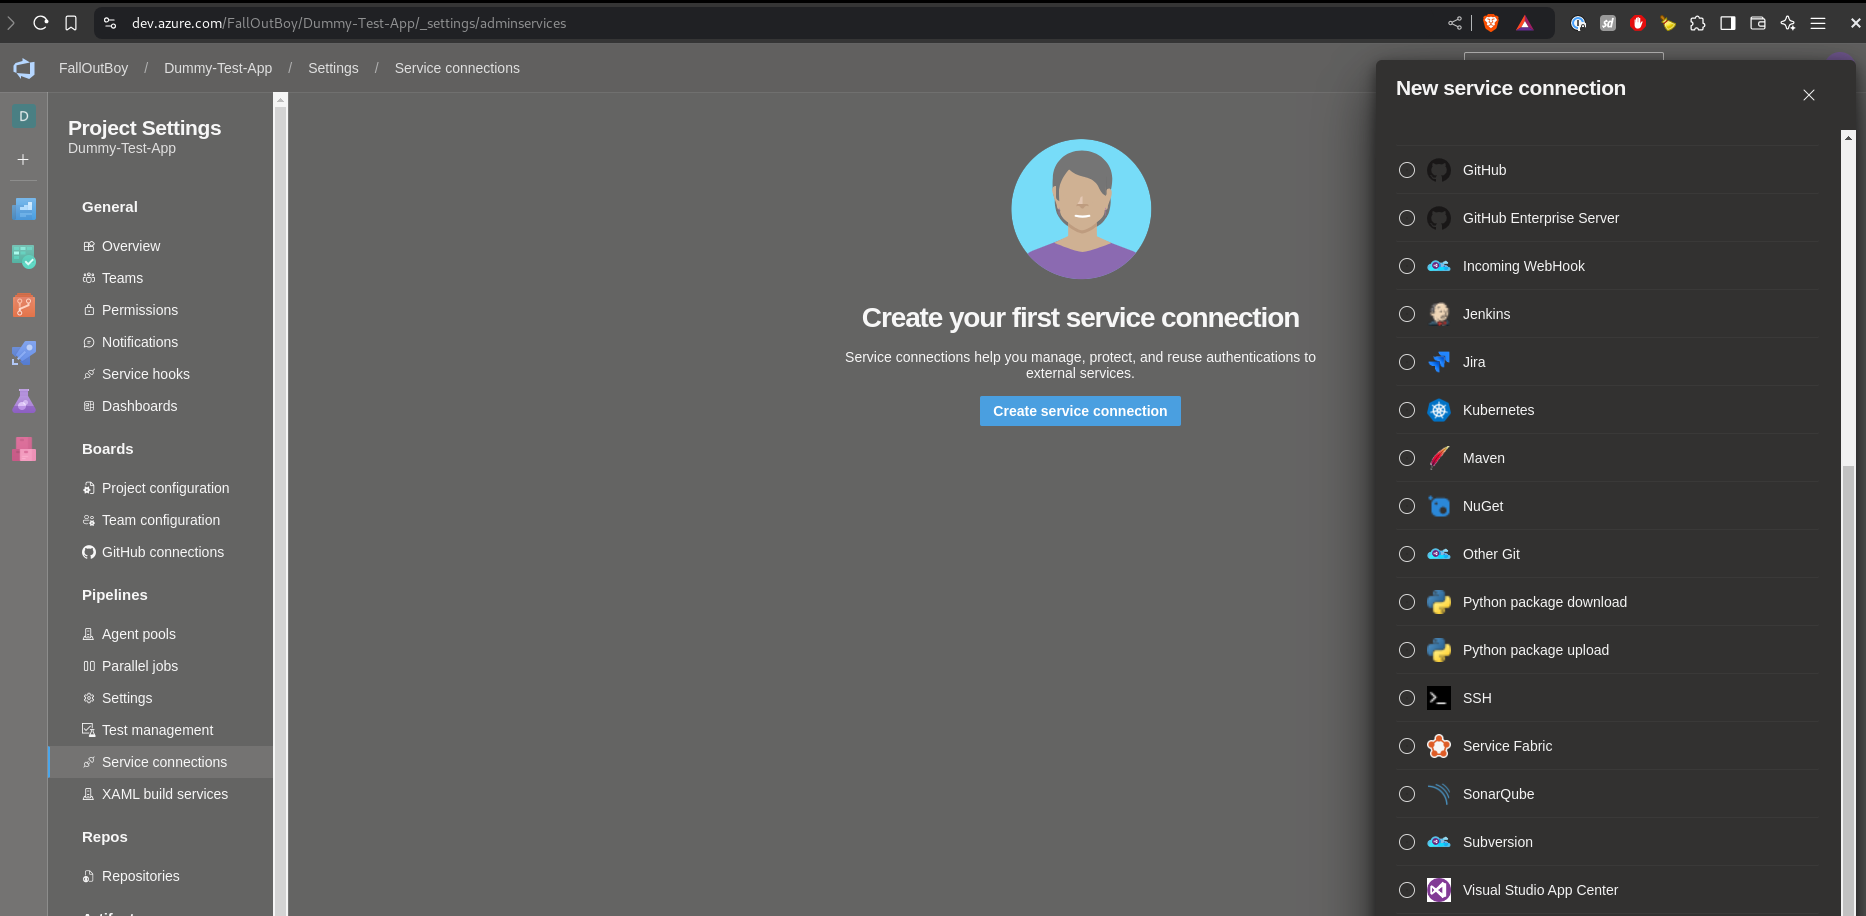 dev.azure.com/FallOutBoy/Dummy-Test-App/_settings/adminservices
FallOutBoy / Dummy-Test-App / Settings / Service connections
D
Project Settings
Dummy-Test-App
General
Overview
Teams
Permissions
Notifications
Service hooks
Dashboards
Boards
Project configuration
Team configuration
GitHub connections
Pipelines
Agent pools
Parallel jobs
Settings
Test management
Service connections
XAML build services
Repos
Repositories
Create your first service connection
Service connections help you manage, protect, and reuse authentications to
external services.
Create service connection
New service connection
GitHub
GitHub Enterprise Server
Incoming WebHook
Jenkins
Jira
Kubernetes
Maven
NuGet
Other Git
Python package download
Python package upload
SSH
Service Fabric
SonarQube
Subversion
Visual Studio App Center